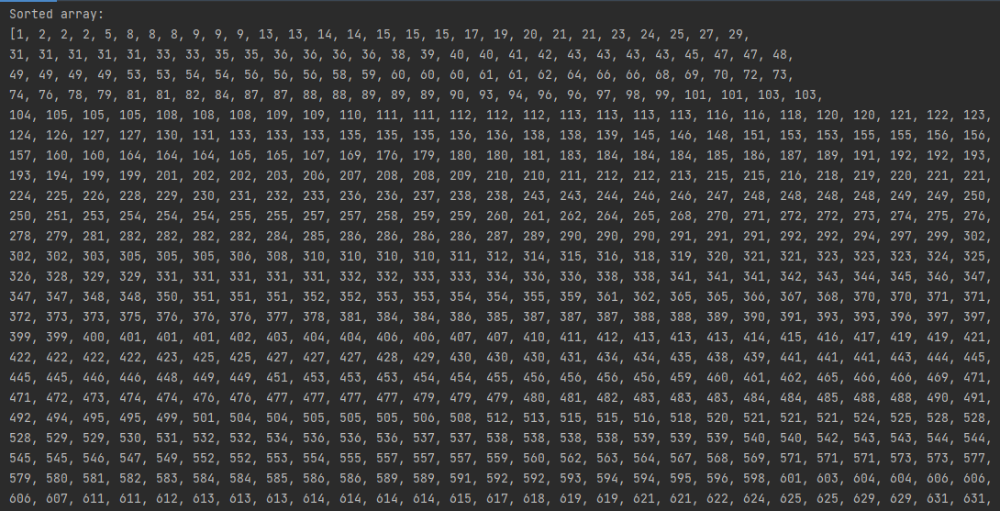 Sorted array:
[1, 2, 2, 2, 5, 8, 8, 8, 9, 9, 9, 13, 13, 14, 14, 15, 15, 15, 17, 19, 20, 21, 21, 23, 24, 25, 27, 29,
31, 31, 31, 31, 31, 33, 33, 35, 35, 36, 36, 36, 36, 38, 39, 40, 40, 41, 42, 43, 43, 43, 43, 45, 47, 47, 48,
49, 49, 49, 49, 53, 53, 54, 54, 56, 56, 56, 58, 59, 60, 60, 60, 61, 61, 62, 64, 66, 66, 68, 69, 70, 72, 73,
74, 76, 78, 79, 81, 81, 82, 84, 87, 87, 88, 88, 89, 89, 89, 90, 93, 94, 96, 96, 97, 98, 99, 101, 101, 103, 103,
104, 105, 105, 105, 108, 108, 108, 109, 109, 110, 111, 111, 112, 112, 112, 113, 113, 113, 113, 116, 116, 118, 120, 120, 121, 122, 123,
124, 126, 127, 127, 130, 131, 133, 133, 133, 135, 135, 135, 136, 136, 138, 138, 139, 145, 146, 148, 151, 153, 153, 155, 155, 156, 156,
157, 160, 160, 164, 164, 164, 165, 165, 167, 169, 176, 179, 180, 180, 181, 183, 184, 184, 184, 185, 186, 187, 189, 191, 192, 192, 193,
193, 194, 199, 199, 201, 202, 202, 203, 206, 207, 208, 208, 209, 210, 210, 211, 212, 212, 213, 215, 215, 216, 218, 219, 220, 221, 221,
224, 225, 226, 228, 229, 230, 231, 232, 233, 236, 236, 237, 238, 238, 243, 243, 244, 246, 246, 247, 248, 248, 248, 248, 249, 249, 250,
250, 251, 253, 254, 254, 254, 255, 255, 257, 257, 258, 259, 259, 260, 261, 262, 264, 265, 268, 270, 271, 272, 272, 273, 274, 275, 276,
278, 279, 281, 282, 282, 282, 282, 284, 285, 286, 286, 286, 286, 287, 289, 290, 290, 290, 291, 291, 291, 292, 292, 294, 297, 299, 302,
302, 302, 303, 305, 305, 305, 306, 308, 310, 310, 310, 310, 311, 312, 314, 315, 316, 318, 319, 320, 321, 321, 323, 323, 323, 324, 325,
326, 328, 329, 329, 331, 331, 331, 331, 331, 332, 332, 333, 333, 334, 336, 336, 338, 338, 341, 341, 341, 342, 343, 344, 345, 346, 347,
347, 347, 348, 348, 350, 351, 351, 351, 352, 352, 353, 353, 354, 354, 355, 359, 361, 362, 365, 365, 366, 367, 368, 370, 370, 371, 371,
372, 373, 373, 375, 376, 376, 376, 377, 378, 381, 384, 384, 386, 385, 387, 387, 387, 388, 388, 389, 390, 391, 393, 393, 396, 397, 397,
399, 399, 400, 401, 401, 401, 402, 403, 404, 404, 406, 406, 407, 407, 410, 411, 412, 413, 413, 413, 414, 415, 416, 417, 419, 419, 421,
422, 422, 422, 422, 423, 425, 425, 427, 427, 427, 428, 429, 430, 430, 430, 431, 434, 434, 435, 438, 439, 441, 441, 441, 443, 444, 445,
445, 445, 446, 446, 448, 449, 449, 451, 453, 453, 453, 454, 454, 455, 456, 456, 456, 456, 459, 460, 461, 462, 465, 466, 466, 469, 471,
471, 472, 473, 474, 474, 476, 476, 477, 477, 477, 477, 479, 479, 479, 480, 481, 482, 483, 483, 483, 484, 484, 485, 488, 488, 490, 491,
492, 494, 495, 495, 499, 501, 504, 504, 505, 505, 505, 506, 508, 512, 513, 515, 515, 516, 518, 520, 521, 521, 521, 524, 525, 528, 528,
528, 529, 529, 530, 531, 532, 532, 534, 536, 536, 536, 537, 537, 538, 538, 538, 538, 539, 539, 539, 540, 540, 542, 543, 543, 544, 544,
545, 545, 546, 547, 549, 552, 552, 553, 554, 555, 557, 557, 557, 559, 560, 562, 563, 564, 567, 568, 569, 571, 571, 571, 573, 573, 577,
579, 580, 581, 582, 583, 584, 584, 585, 586, 586, 589, 589, 591, 592, 592, 593, 594, 594, 595, 595, 596, 598, 601, 603, 604, 604, 606, 606,
606, 607, 611, 611, 612, 613, 613, 613, 614, 614, 614, 614, 615, 617, 618, 619, 619, 621, 621, 622, 624, 625, 625, 629, 629, 631, 631,